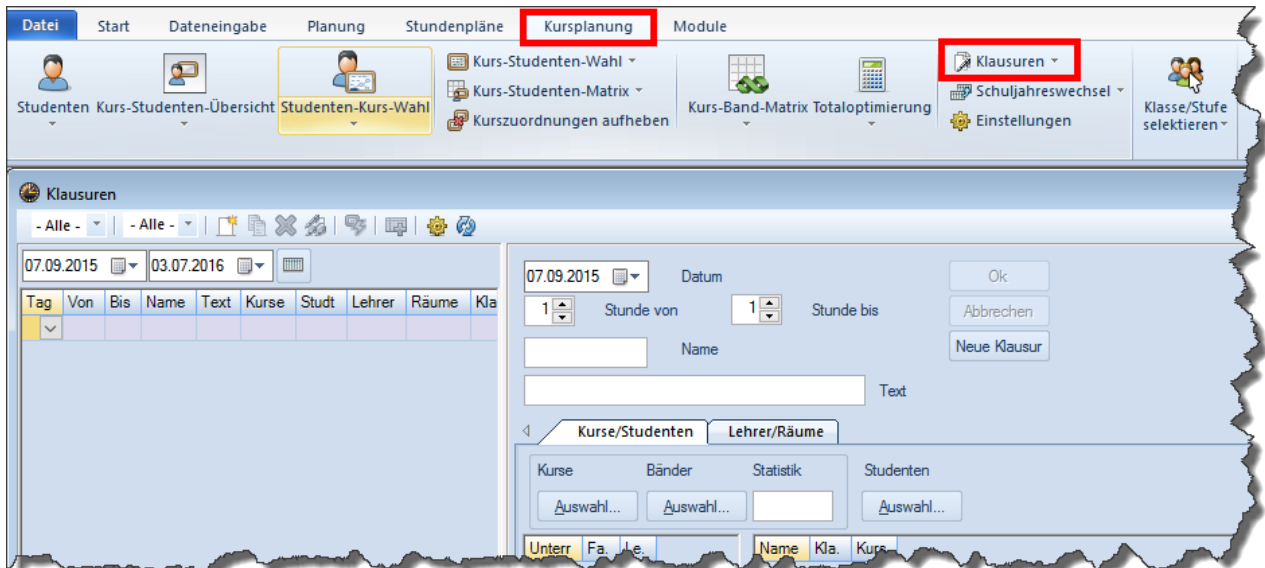 Datei Start Dateneingabe Planung Stundenpläne Kursplanung Module
Studenten Kurs-Studenten-Übersicht Studenten-Kurs-Wahl
Kurs-Studenten-Wahl
Kurs-Studenten-Matrix
Kurszuordnungen aufheben
Kurs-Band-Matrix Totaloptimierung
Klausuren
Schuljahreswechsel
Einstellungen
Klasse/Stufe
selektieren
Klausuren
- Alle - - Alle -
07.09.2015 03.07.2016
Tag Von Bis Name Text Kurse Studt Lehrer Räume Kla
07.09.2015 Datum Ok
1 Stunde von 1 Stunde bis Abbrechen
Name Neue Klausur
Text
Kurse/Studenten Lehrer/Räume
Kurse Bänder Statistik Studenten
Auswahl... Auswahl... Auswahl...
Unterr Fa. Le. Name Kla. Kurs